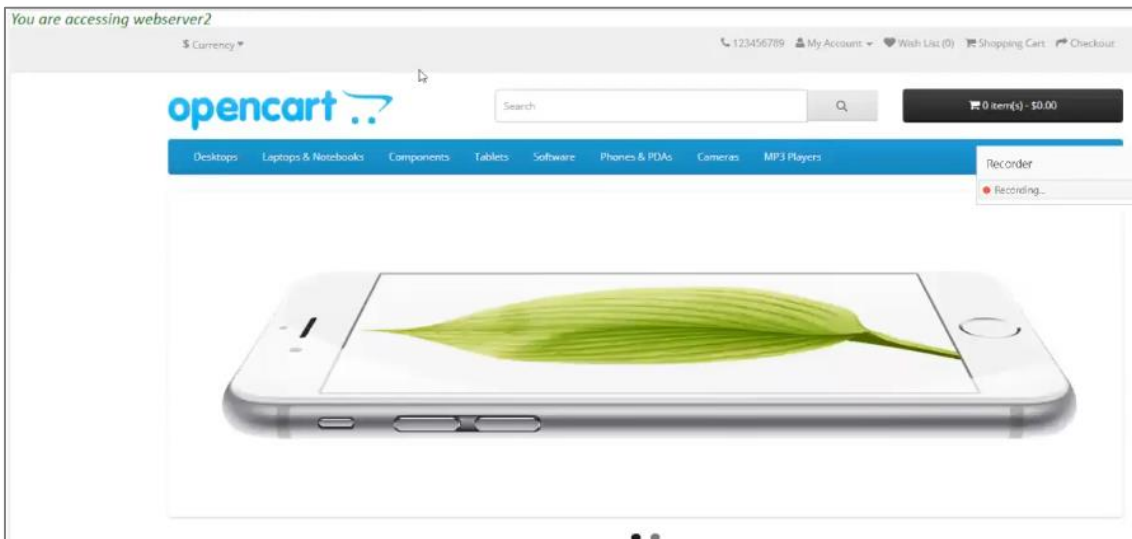 You are accessing webserver2
$ Currency
123456789 My Account Wish List (0) Shopping Cart Checkout
opencart
Search
0 item(s) - $0.00
Desktops Laptops & Notebooks Components Tablets Software Phones & PDAs Cameras MP3 Players
Recorder
Recording...